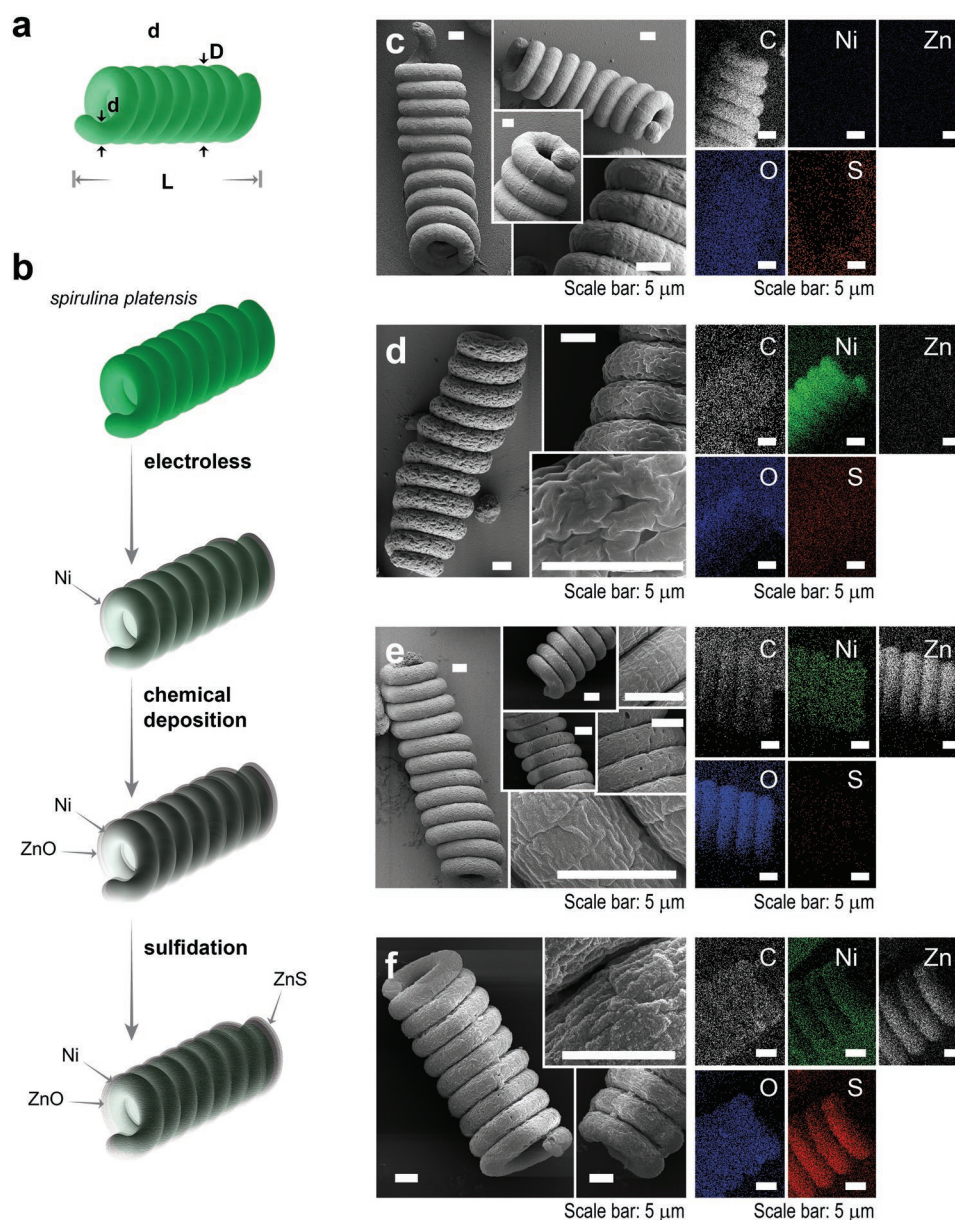 a
d
D
d
L
b
spirulina platensis
electroless
Ni
chemical
deposition
Ni
ZnO
sulfidation
ZnS
Ni
ZnO
c
C
Ni
Zn
O
S
Scale bar: 5 μm
Scale bar: 5 μm
d
C
Ni
Zn
O
S
Scale bar: 5 μm
Scale bar: 5 μm
e
C
Ni
Zn
O
S
Scale bar: 5 μm
Scale bar: 5 μm
f
C
Ni
Zn
O
S
Scale bar: 5 μm
Scale bar: 5 μm